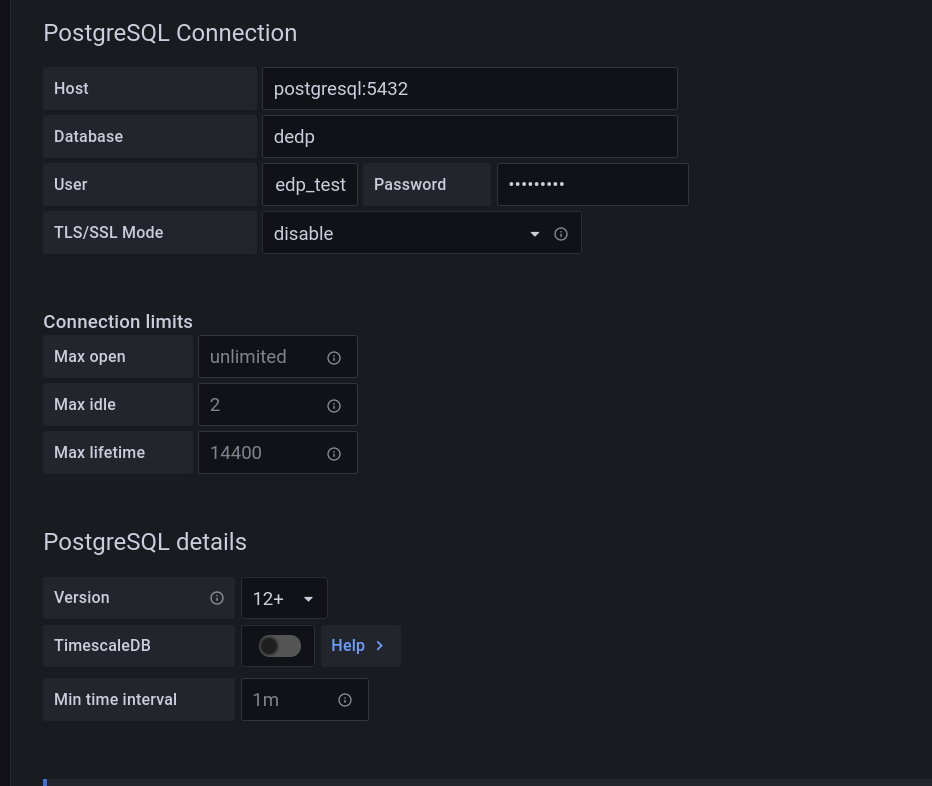 PostgreSQL Connection
Host postgresql:5432
Database dedp
User edp_test Password •••••••••
TLS/SSL Mode disable
Connection limits
Max open unlimited
Max idle 2
Max lifetime 14400
PostgreSQL details
Version 12+
TimescaleDB Help
Min time interval 1m